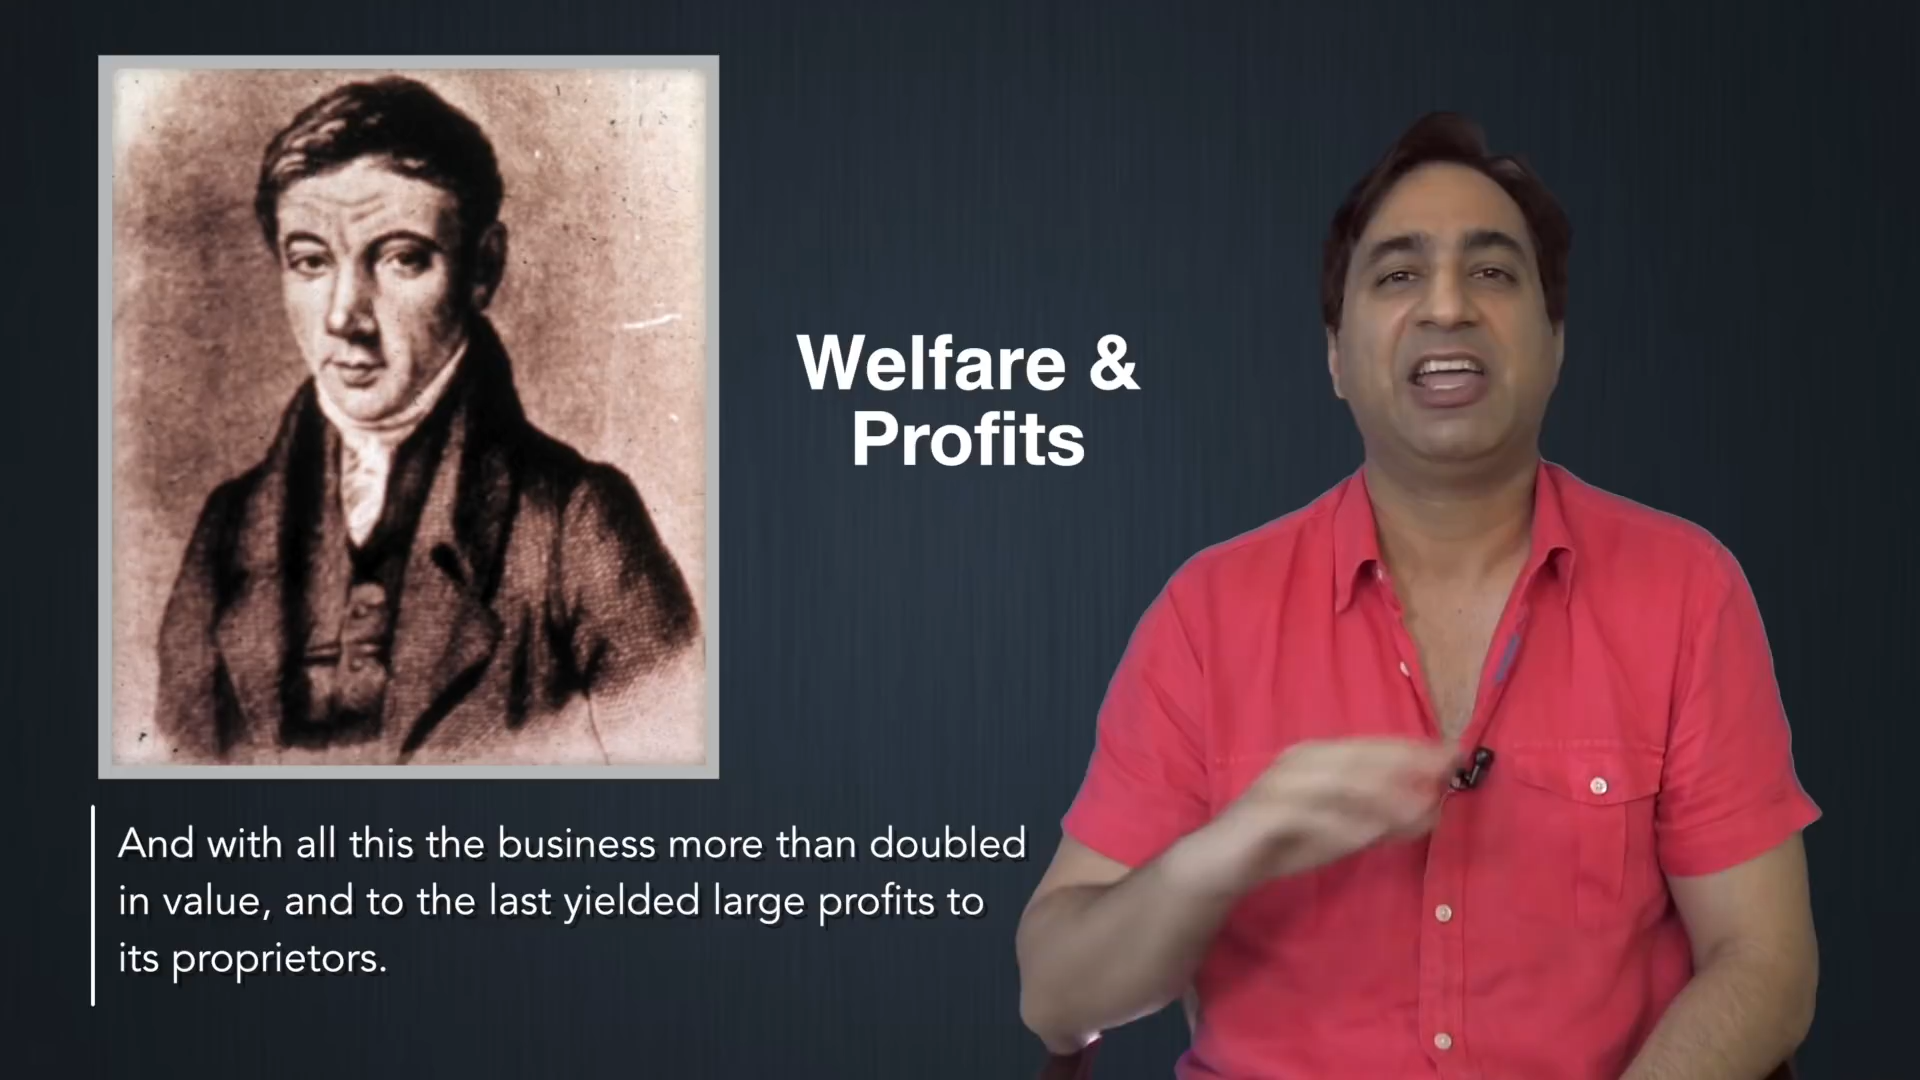 Welfare &
Profits
And with all this the business more than doubled
in value, and to the last yielded large profits to
its proprietors.